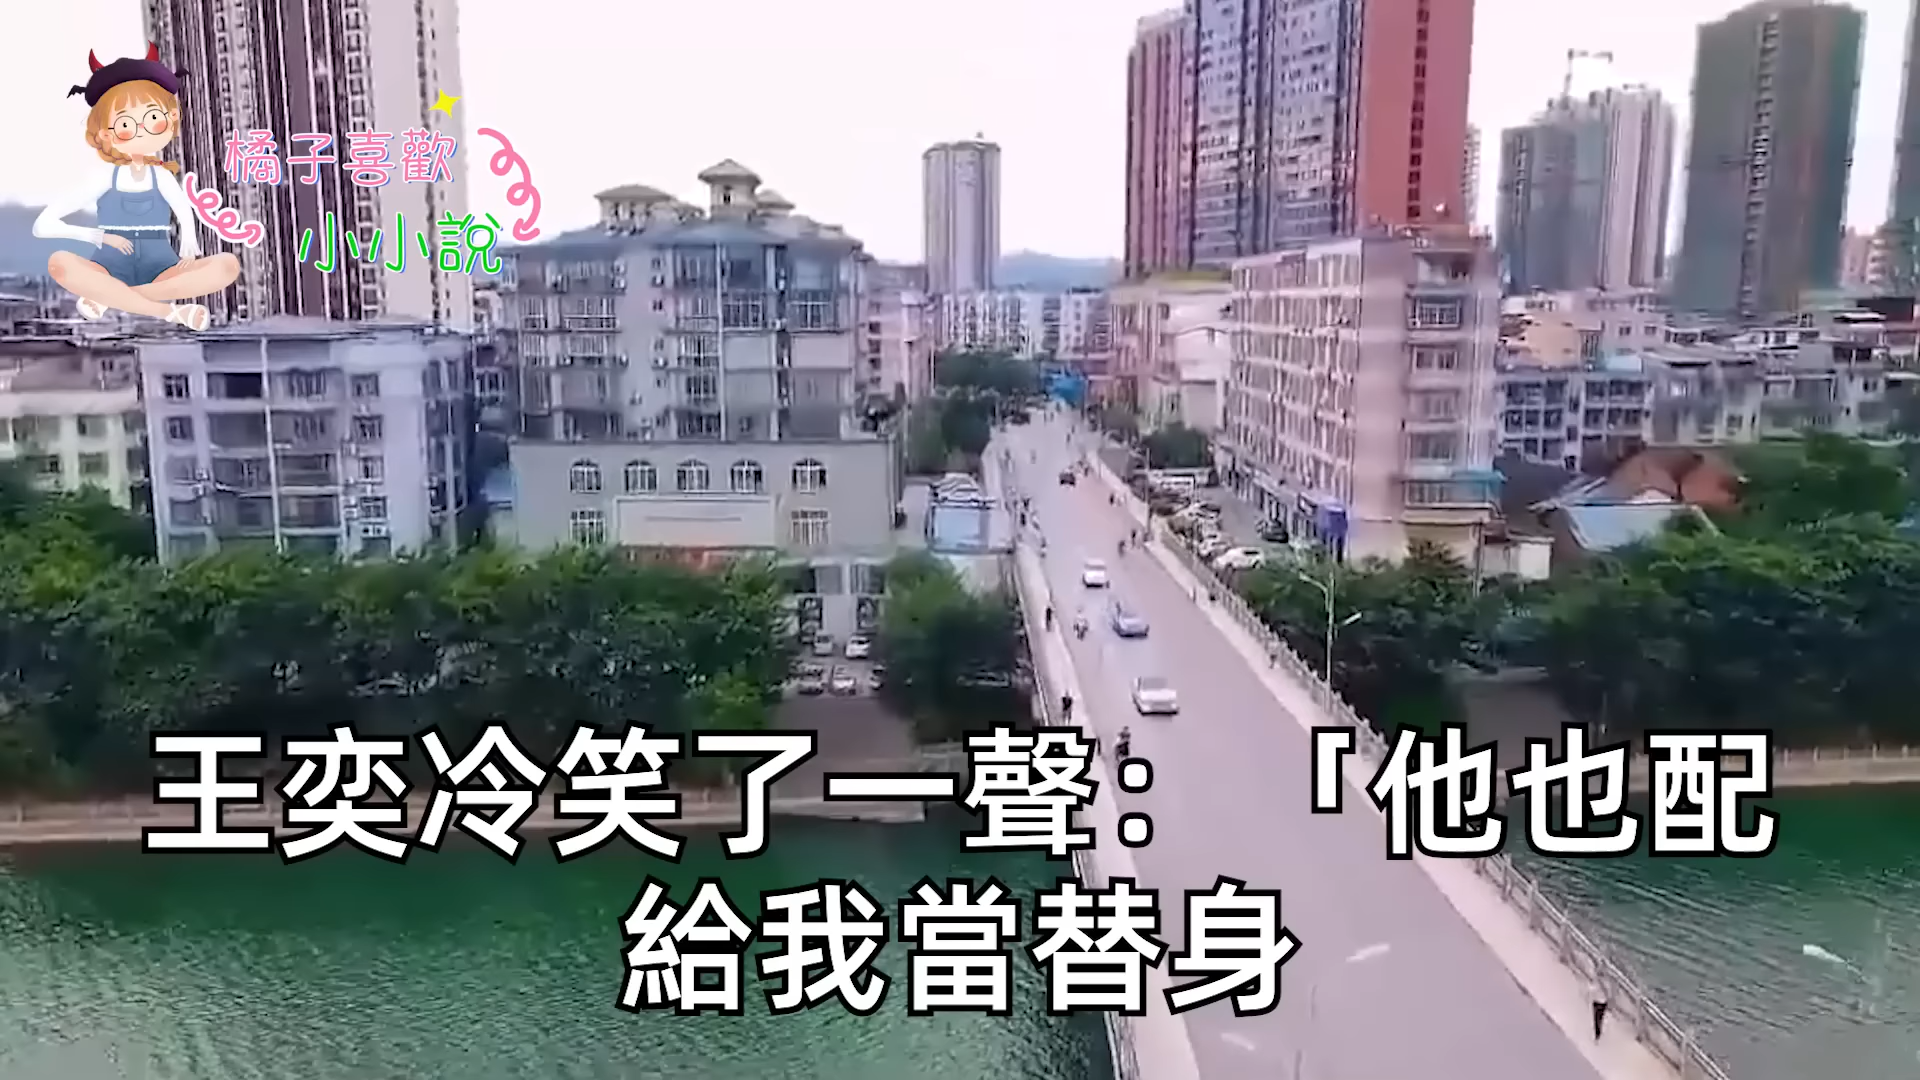 橘子喜歡
小小說
王奕冷笑了一聲：「他也配
給我當替身